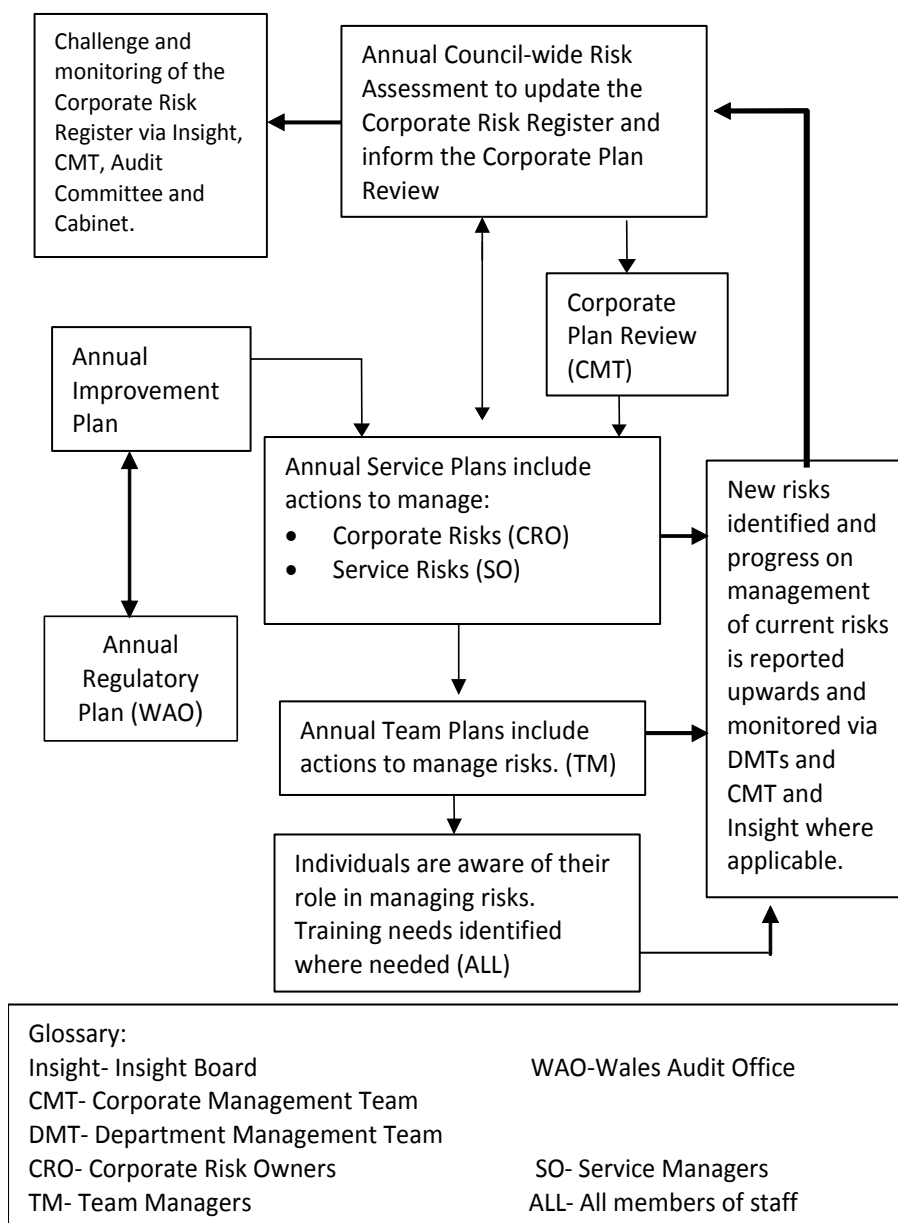 Challenge and
monitoring of the
Corporate Risk
Register via Insight,
CMT, Audit
Committee and
Cabinet.
Annual Council-wide Risk
Assessment to update the
Corporate Risk Register and
inform the Corporate Plan
Review
Corporate
Plan Review
(CMT)
Annual
Improvement
Plan
Annual Service Plans include
actions to manage:
• Corporate Risks (CRO)
• Service Risks (SO)
New risks
identified and
progress on
management
of current risks
is reported
upwards and
monitored via
DMTs and
CMT and
Insight where
applicable.
Annual
Regulatory
Plan (WAO)
Annual Team Plans include
actions to manage risks. (TM)
Individuals are aware of their
role in managing risks.
Training needs identified
where needed (ALL)
Glossary:
Insight- Insight Board WAO-Wales Audit Office
CMT- Corporate Management Team
DMT- Department Management Team
CRO- Corporate Risk Owners SO- Service Managers
TM- Team Managers ALL- All members of staff